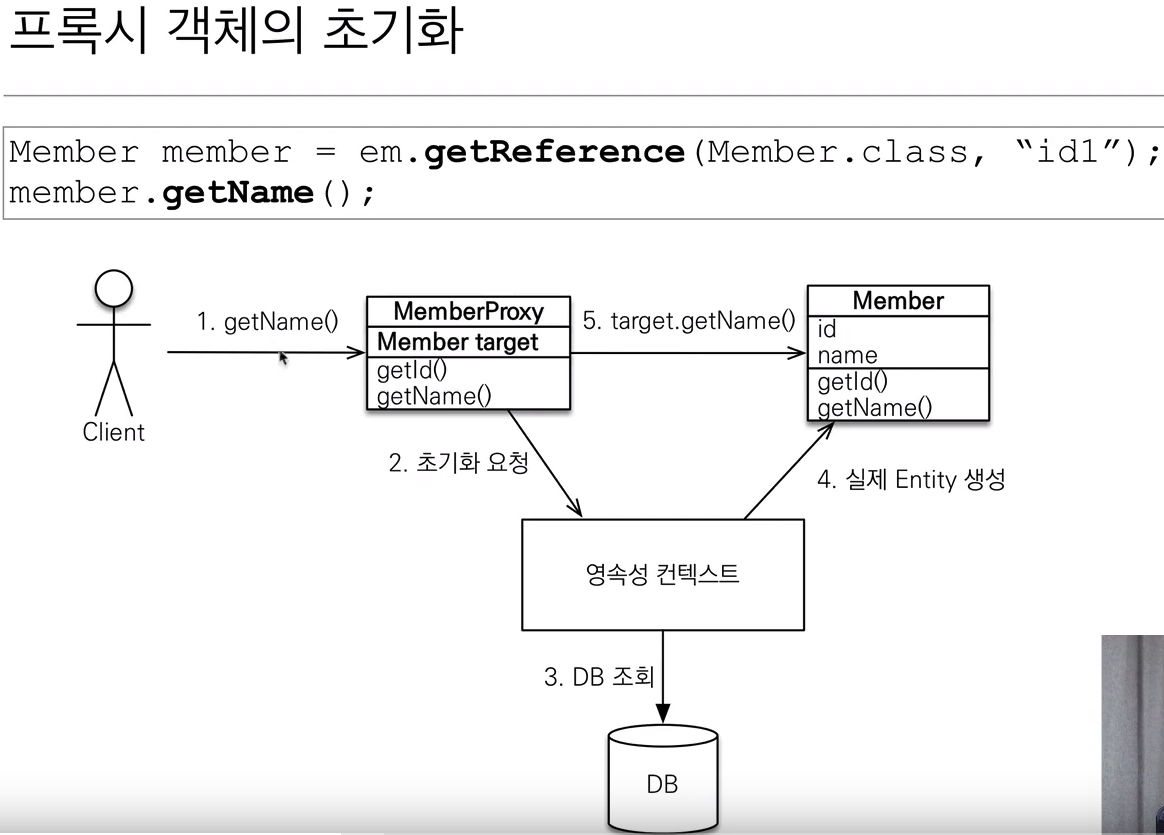 프록시 객체의 초기화
Member member = em.getReference(Member.class, “id1”);
member.getName();
1. getName()
MemberProxy
Member target
getId()
getName()
5. target.getName()
Member
id
name
getId()
getName()
Client
2. 초기화 요청
4. 실제 Entity 생성
영속성 컨텍스트
3. DB 조회
DB